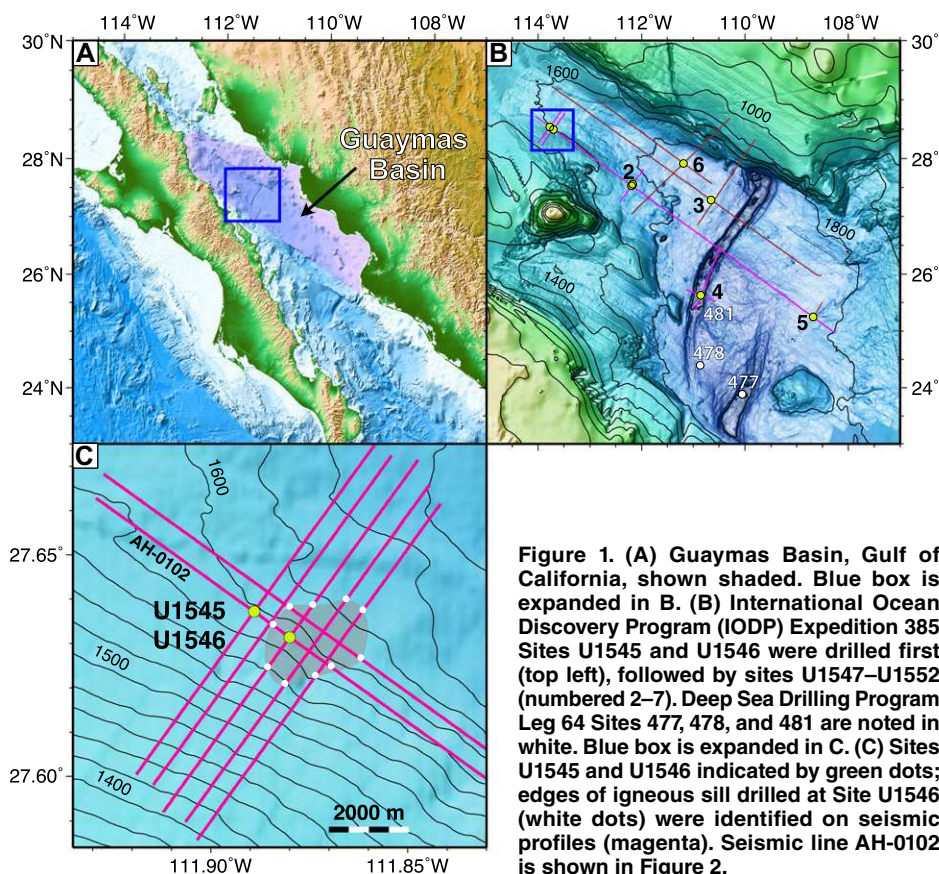 114°W 112°W 110°W 108°W
114°W 112°W 110°W 108°W
30°N
28°N
26°N
24°N
A
Guaymas
Basin
B
30°N
28°N
26°N
24°N
1600
1000
6
2
3
1800
1400
4
481
5
478
477
C
1600
27.65°
AH-0102
U1545
U1546
1500
27.60°
1400
2000 m
111.90°W 111.85°W
Figure 1. (A) Guaymas Basin, Gulf of
California, shown shaded. Blue box is
expanded in B. (B) International Ocean
Discovery Program (IODP) Expedition 385
Sites U1545 and U1546 were drilled first
(top left), followed by sites U1547–U1552
(numbered 2–7). Deep Sea Drilling Program
Leg 64 Sites 477, 478, and 481 are noted in
white. Blue box is expanded in C. (C) Sites
U1545 and U1546 indicated by green dots;
edges of igneous sill drilled at Site U1546
(white dots) were identified on seismic
profiles (magenta). Seismic line AH-0102
is shown in Figure 2.